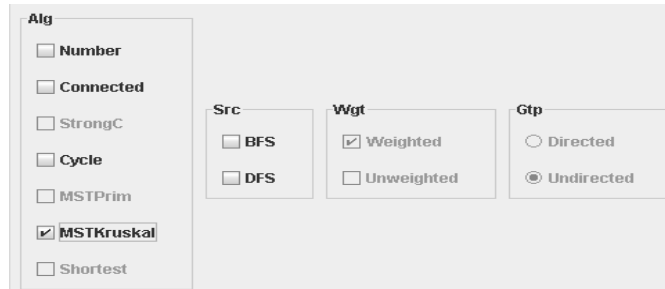 Alg
Number
Connected
StrongC
Cycle
MSTPrim
MSTKruskal
Shortest
Src
BFS
DFS
Wgt
Weighted
Unweighted
Gtp
Directed
Undirected